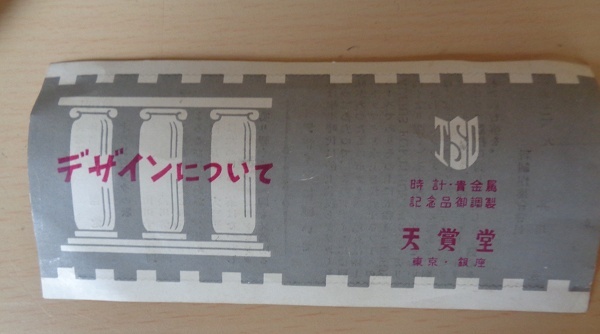 デザインについて
TSD
時計・貴金属
記念品御調製
天賞堂
東京・銀座